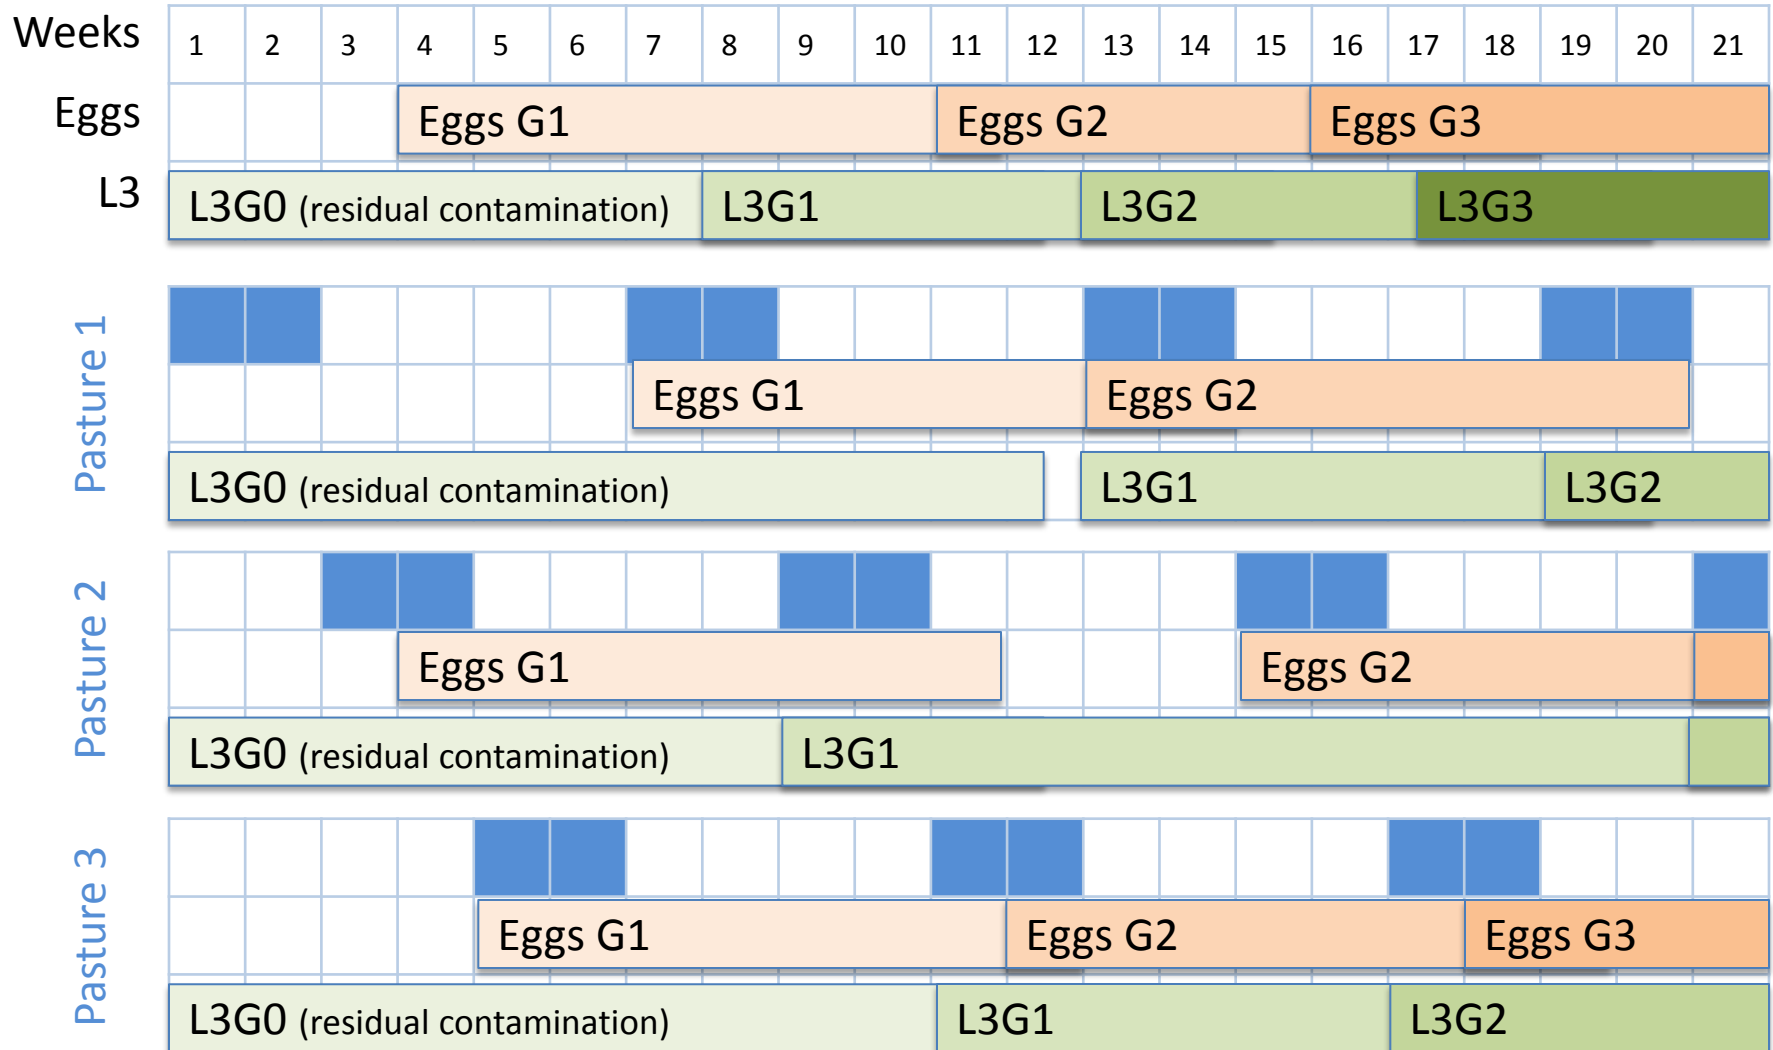 Weeks 1 2 3 4 5 6 7 8 9 10 11 12 13 14 15 16 17 18 19 20 21
Eggs Eggs G1 Eggs G2 Eggs G3
L3 L3G0 (residual contamination) L3G1 L3G2 L3G3
Pasture 1
Eggs G1 Eggs G2
L3G0 (residual contamination) L3G1 L3G2
Pasture 2
Eggs G1 Eggs G2
L3G0 (residual contamination) L3G1
Pasture 3
Eggs G1 Eggs G2 Eggs G3
L3G0 (residual contamination) L3G1 L3G2